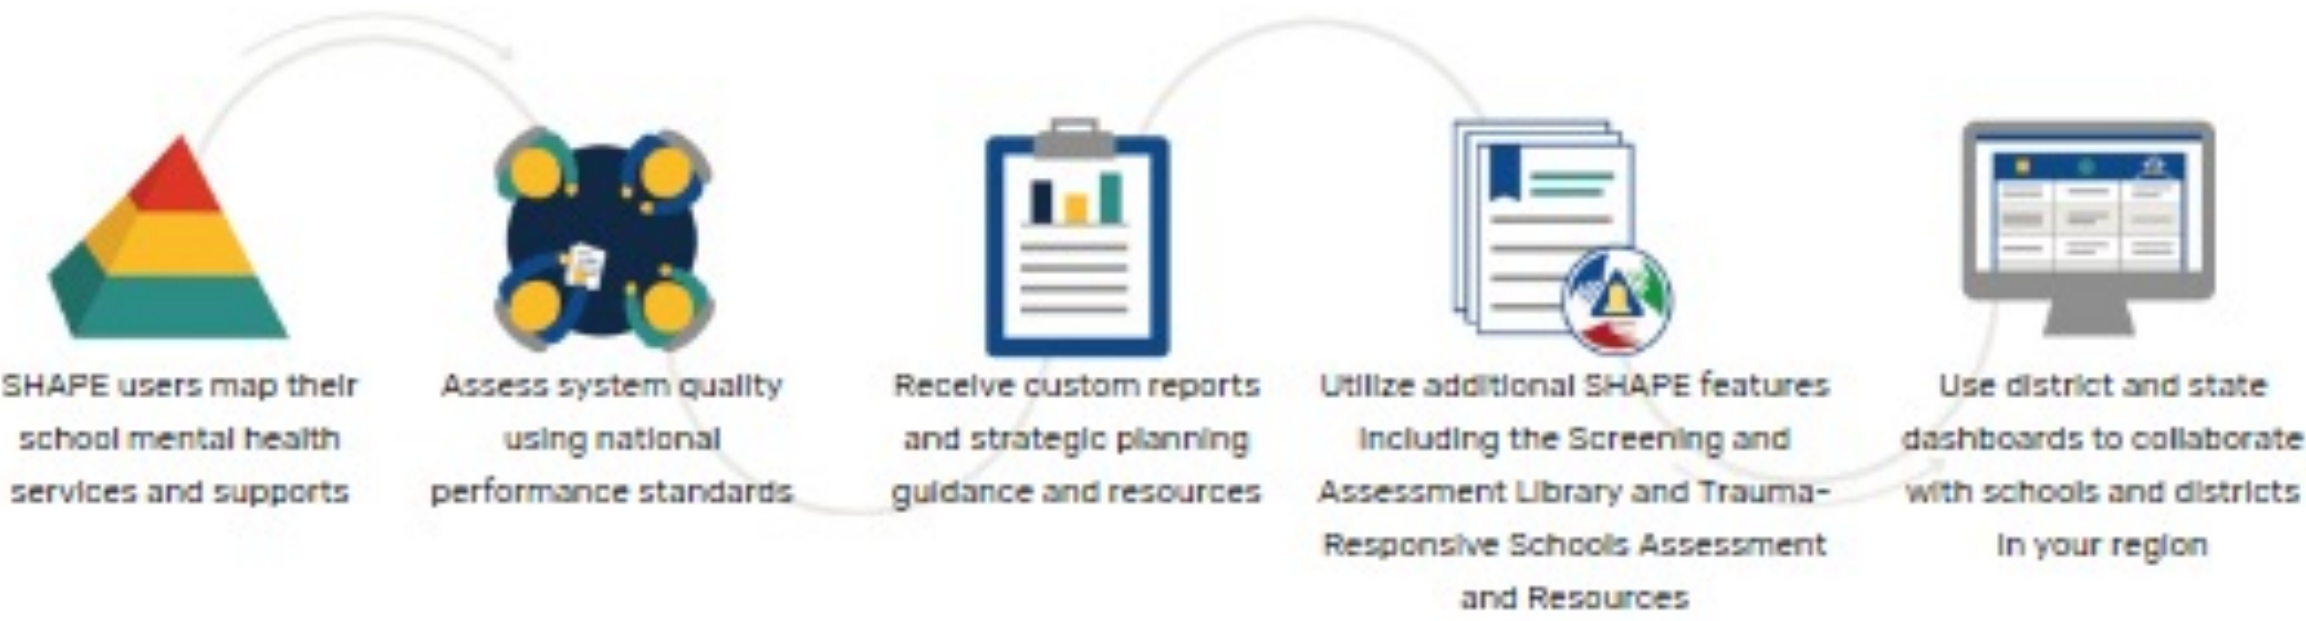 SHAPE users map their
school mental health
services and supports
Assess system quality
using national
performance standards
Receive custom reports
and strategic planning
guidance and resources
Utilize additional SHAPE features
including the Screening and
Assessment Library and Trauma-
Responsive Schools Assessment
and Resources
Use district and state
dashboards to collaborate
with schools and districts
in your region